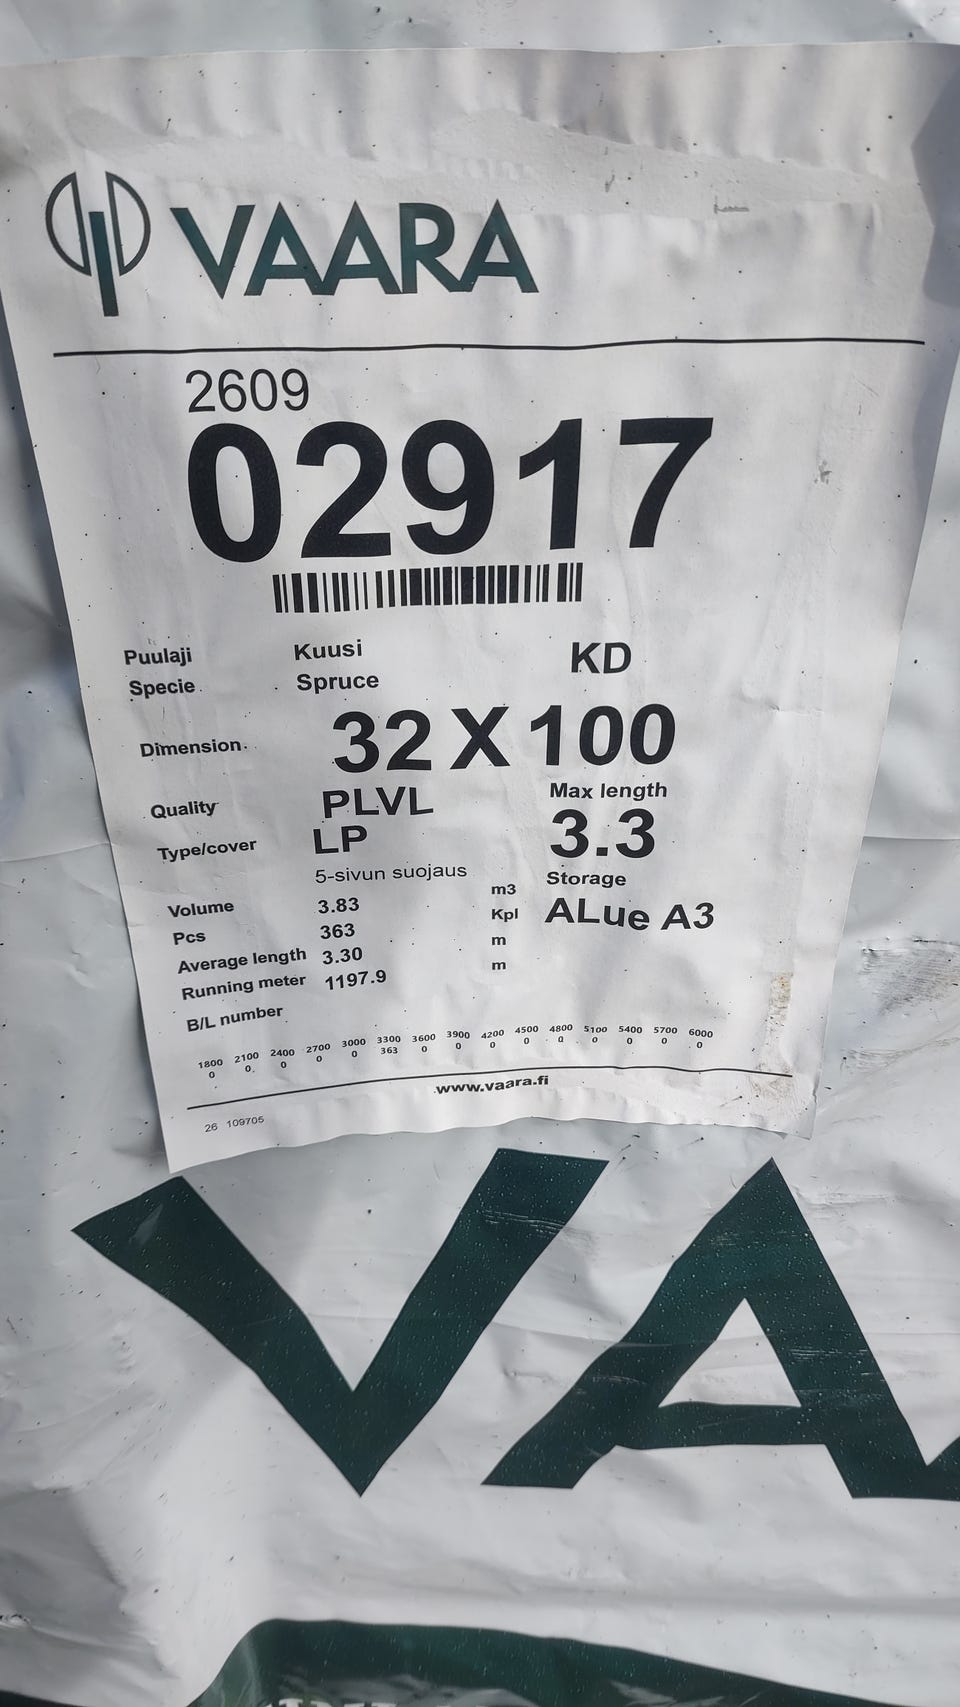 VAARA
2609
02917
Puulaji Kuusi KD
Specie Spruce
Dimension 32 X 100
Quality PLVL Max length
Type/cover LP 3.3
5-sivun suojaus Storage
Volume 3.83 m3
Pcs 363 Kpl ALue A3
Average length 3.30 m
Running meter 1197.9 m
B/L number
1800 2100 2400 2700 3000 3300 3600 3900 4200 4500 4800 5100 5400 5700 6000
0 0 0 0 0 363 0 0 0 0 0 0 0 0 0
www.vaara.fi
26 109705
VA